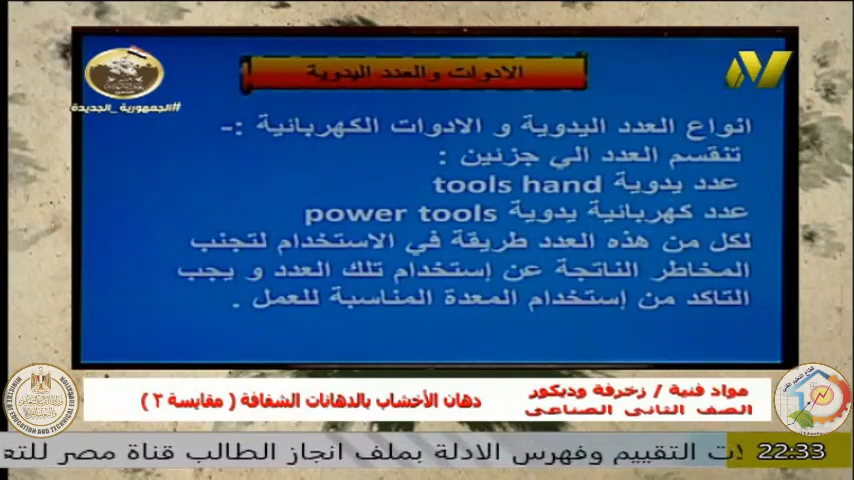 #الجمهورية_الجديدة
الادوات والعدد اليدوية
انواع العدد اليدوية و الادوات الكهربائية :-
تنقسم العدد الي جزئين :
عدد يدوية tools hand
عدد كهربائية يدوية power tools
لكل من هذه العدد طريقة في الاستخدام لتجنب
المخاطر الناتجة عن إستخدام تلك العدد و يجب
التاكد من إستخدام المعدة المناسبة للعمل .
مواد فنية / زخرفة وديكور
الصف الثانى الصناعى
دهان الأخشاب بالدهانات الشفافة ( مقايسة ٢ )
التقييم وفهرس الادلة بملف انجاز الطالب قناة مصر
22:33